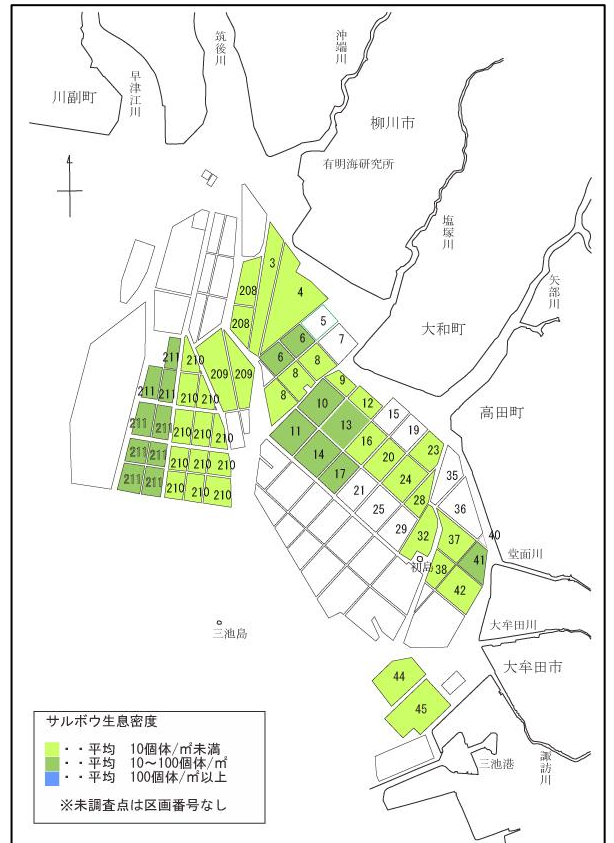 沖端川
筑後川
早津江川
川副町
柳川市
有明海研究所
塩塚川
矢部川
大和町
高田町
3
208
4
208
5
6
7
211
210
209
209
6
8
8
9
211
211
210
210
8
10
12
15
211
211
210
210
210
11
13
16
19
14
20
23
211
211
210
210
210
17
24
35
211
211
210
210
210
21
28
25
36
29
32
37
40
堂面川
初島
38
41
42
三池島
大牟田川
大牟田市
44
45
三池港
諏訪川
サルボウ生息密度
・・平均 10個体/㎡未満
・・平均 10～100個体/㎡
・・平均 100個体/㎡以上
※未調査点は区画番号なし